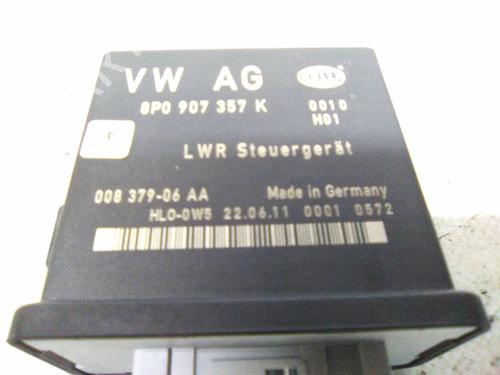 VW AG
8P0 907 357 K 0010
H01
LWR Steuergerät
008 379-06 AA Made in Germany
HLO-0W5 22.06.11 0001 0572